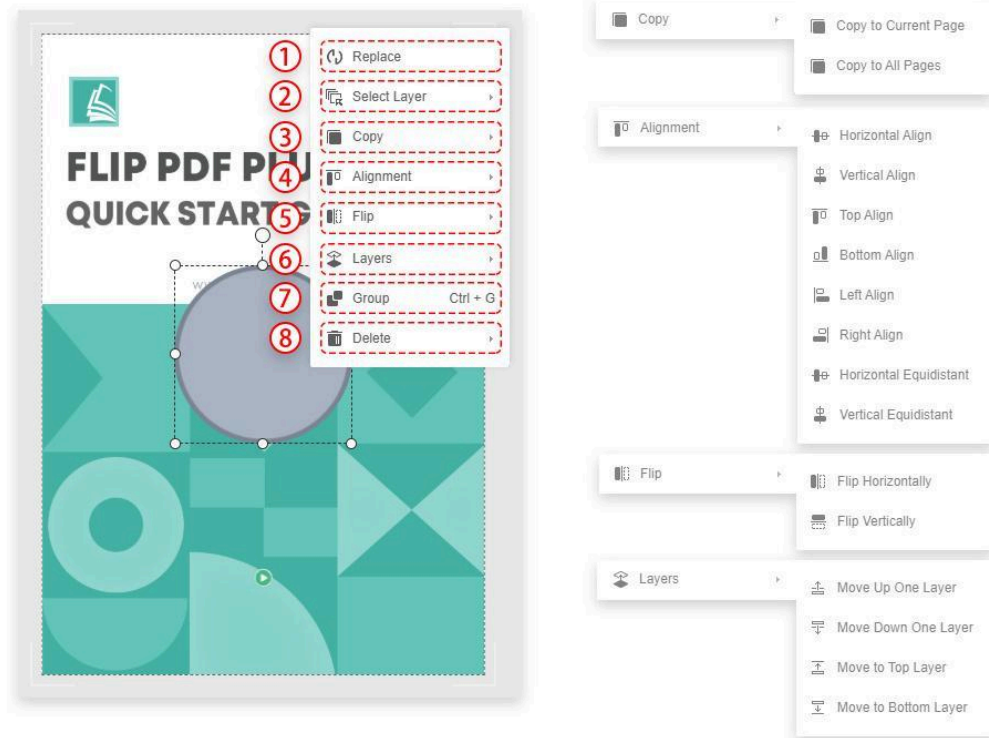 FLIP PDF PLU
QUICK START G
1 Replace
2 Select Layer
3 Copy
4 Alignment
5 Flip
6 Layers
7 Group Ctrl + G
8 Delete
Copy
Copy to Current Page
Copy to All Pages
Alignment
Horizontal Align
Vertical Align
Top Align
Bottom Align
Left Align
Right Align
Horizontal Equidistant
Vertical Equidistant
Flip
Flip Horizontally
Flip Vertically
Layers
Move Up One Layer
Move Down One Layer
Move to Top Layer
Move to Bottom Layer